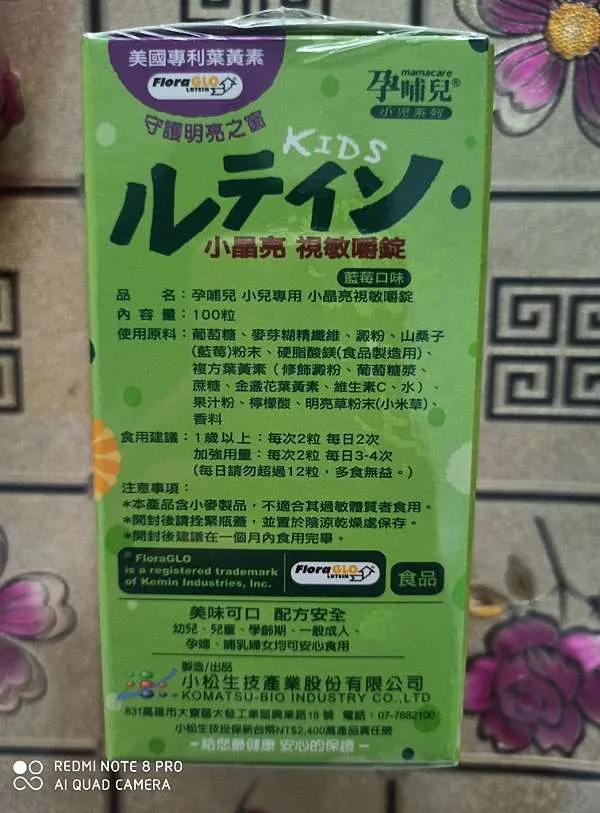 美國專利葉黃素
FloraGLO
LUTEIN
守護明亮之窗
mamacare
孕哺兒®
小兒系列
KIDS
ルテイン・
小晶亮 視敏嚼錠
藍莓口味
品 名：孕哺兒 小兒專用 小晶亮視敏嚼錠
內容量：100粒
使用原料：葡萄糖、麥芽糊精纖維、澱粉、山桑子
(藍莓)粉末、硬脂酸鎂(食品製造用)、
複方葉黃素（修飾澱粉、葡萄糖漿、
蔗糖、金盞花葉黃素、維生素C、水）、
果汁粉、檸檬酸、明亮草粉末(小米草)、
香料
食用建議：1歲以上：每次2粒 每日2次
加強用量：每次2粒 每日3-4次
(每日請勿超過12粒，多食無益。)
注意事項：
*本產品含小麥製品，不適合其過敏體質者食用。
*開封後請拴緊瓶蓋，並置於陰涼乾燥處保存。
*開封後建議在一個月內食用完畢。
® FloraGLO
is a registered trademark
of Kemin Industries, Inc.
FloraGLO
LUTEIN
食品
美味可口 配方安全
幼兒、兒童、學齡期、一般成人、
孕婦、哺乳婦女均可安心食用
製造/出品
小松生技產業股份有限公司
KOMATSU-BIO INDUSTRY CO.,LTD
831高雄市大寮區大發工業區興業路18號 電話：07-7882100
小松生技投保新台幣NT$2,400萬產品責任險
－給您最健康 安心的保證－
REDMI NOTE 8 PRO
AI QUAD CAMERA